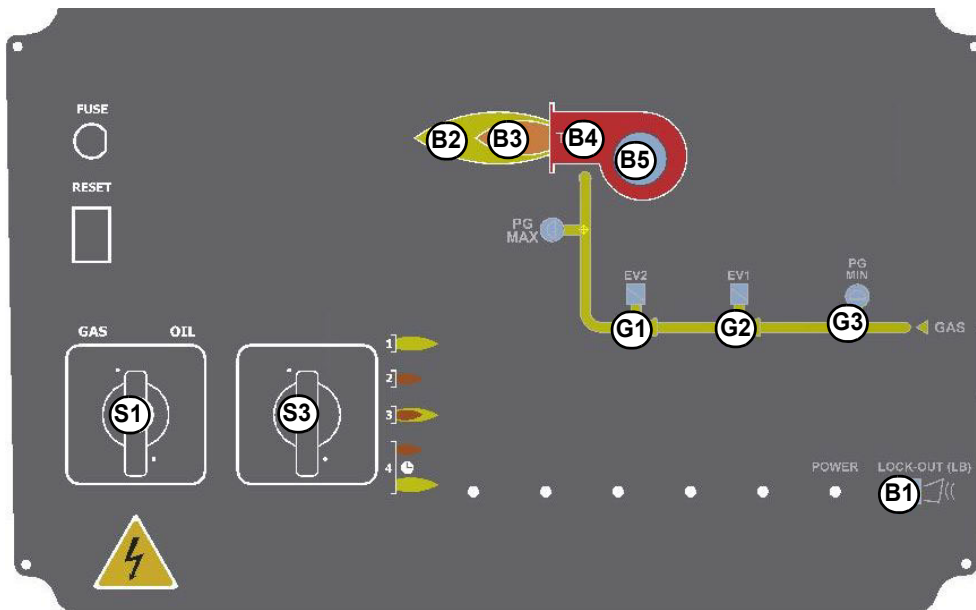 FUSE
B2
B3
B4
B5
RESET
PG
MAX
EV2
EV1
PG
MIN
G1
G2
G3
GAS
GAS
OIL
1
2
S1
S3
3
4
POWER
LOCK-OUT (LB)
B1